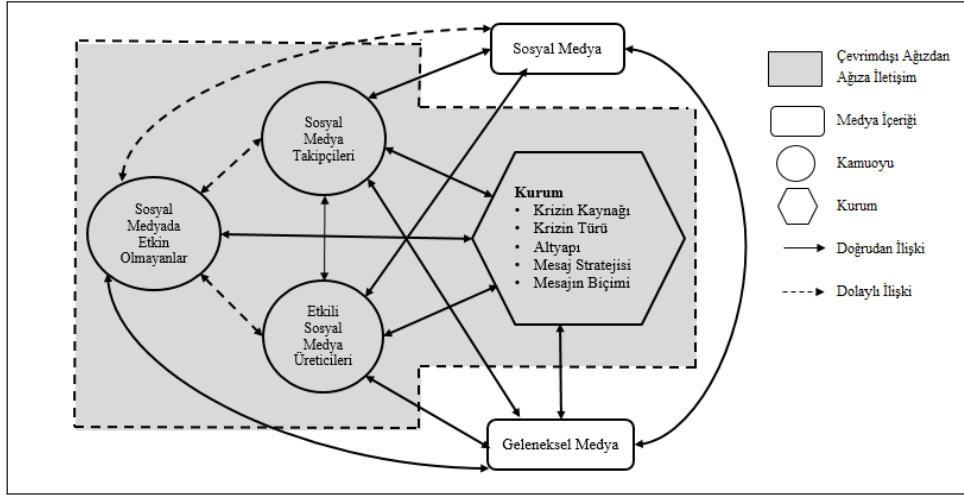 Sosyal Medya
Sosyal
Medya
Takipçileri
Sosyal
Medyada
Etkin
Olmayanlar
Etkili
Sosyal
Medya
Üreticileri
Kurum
• Krizin Kaynağı
• Krizin Türü
• Altyapı
• Mesaj Stratejisi
• Mesajın Biçimi
Geleneksel Medya
Çevrimdışı Ağızdan
Ağıza İletişim
Medya İçeriği
Kamuoyu
Kurum
Doğrudan İlişki
Dolaylı İlişki